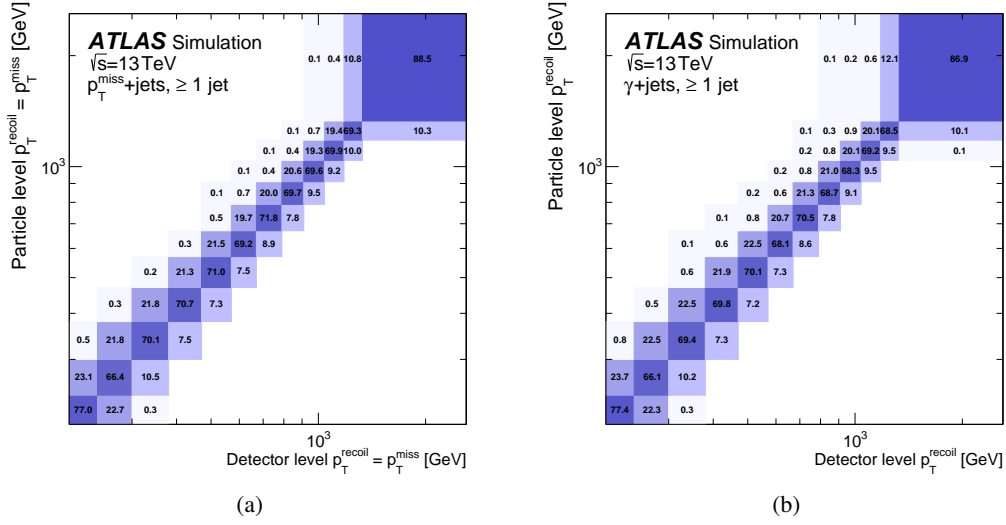 Particle level p_T^recoil = p_T^miss [GeV]
ATLAS Simulation
√s=13TeV
p_T^miss+jets, ≥ 1 jet
0.1 0.4 10.8 88.5
0.1 0.7 19.4 69.3 10.3
0.1 0.4 19.3 69.9 10.0
0.1 0.4 20.6 69.6 9.2
0.1 0.7 20.0 69.7 9.5
0.5 19.7 71.8 7.8
0.3 21.5 69.2 8.9
0.2 21.3 71.0 7.5
0.3 21.8 70.7 7.3
0.5 21.8 70.1 7.5
23.1 66.4 10.5
77.0 22.7 0.3
10^3
10^3
Detector level p_T^recoil = p_T^miss [GeV]
(a)
Particle level p_T^recoil [GeV]
ATLAS Simulation
√s=13TeV
γ+jets, ≥ 1 jet
0.1 0.2 0.6 12.1 86.9
0.1 0.3 0.9 20.1 68.5 10.1
0.2 0.8 20.1 69.2 9.5 0.1
0.2 0.8 21.0 68.3 9.5
0.2 0.6 21.3 68.7 9.1
0.1 0.8 20.7 70.5 7.8
0.1 0.6 22.5 68.1 8.6
0.6 21.9 70.1 7.3
0.5 22.5 69.8 7.2
0.8 22.5 69.4 7.3
23.7 66.1 10.2
77.4 22.3 0.3
10^3
10^3
Detector level p_T^recoil [GeV]
(b)